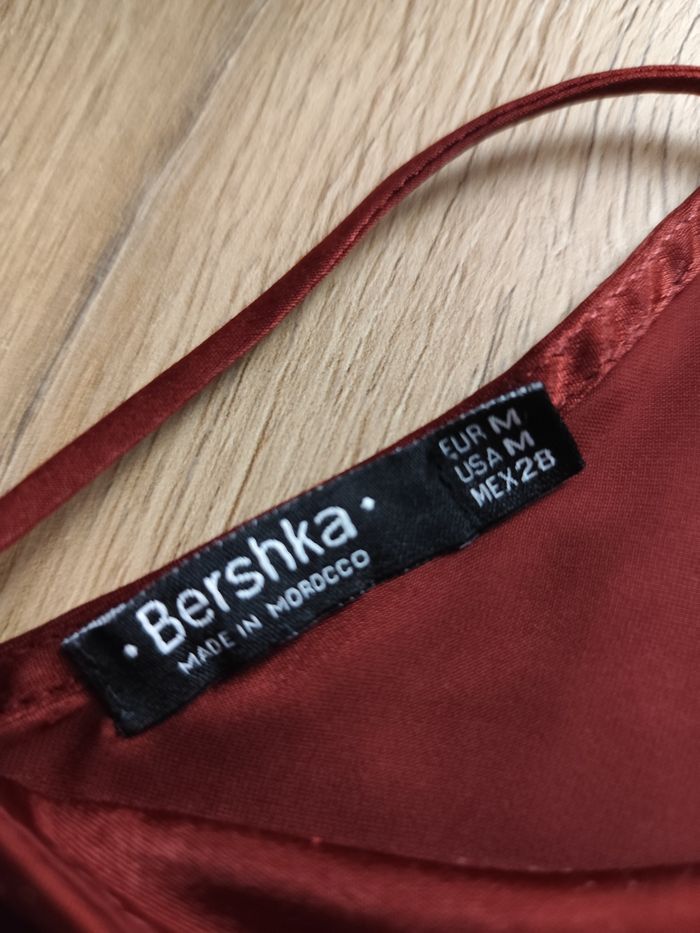 ·Bershka·
MADE IN MOROCCO
EUR M
USA M
MEX 28